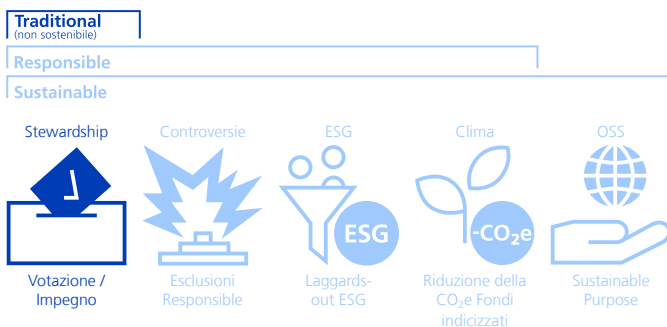 Traditional
(non sostenibile)
Responsible
Sustainable
Stewardship
Controversie
ESG
Clima
OSS
ESG
-CO₂e
Votazione /
Impegno
Esclusioni
Responsible
Laggards-
out ESG
Riduzione della
CO₂e Fondi
indicizzati
Sustainable
Purpose